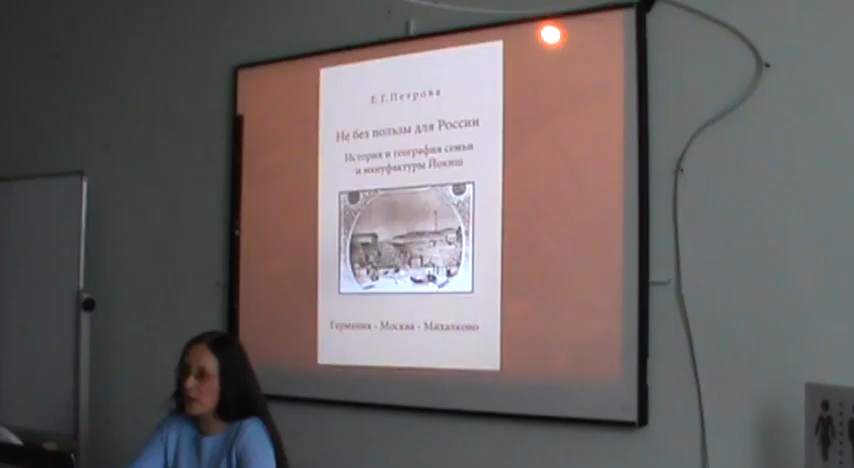 Е. Г. Петрова
Не без пользы для России
История и география семьи
и мануфактуры Йокиш
Германия - Москва - Михалково